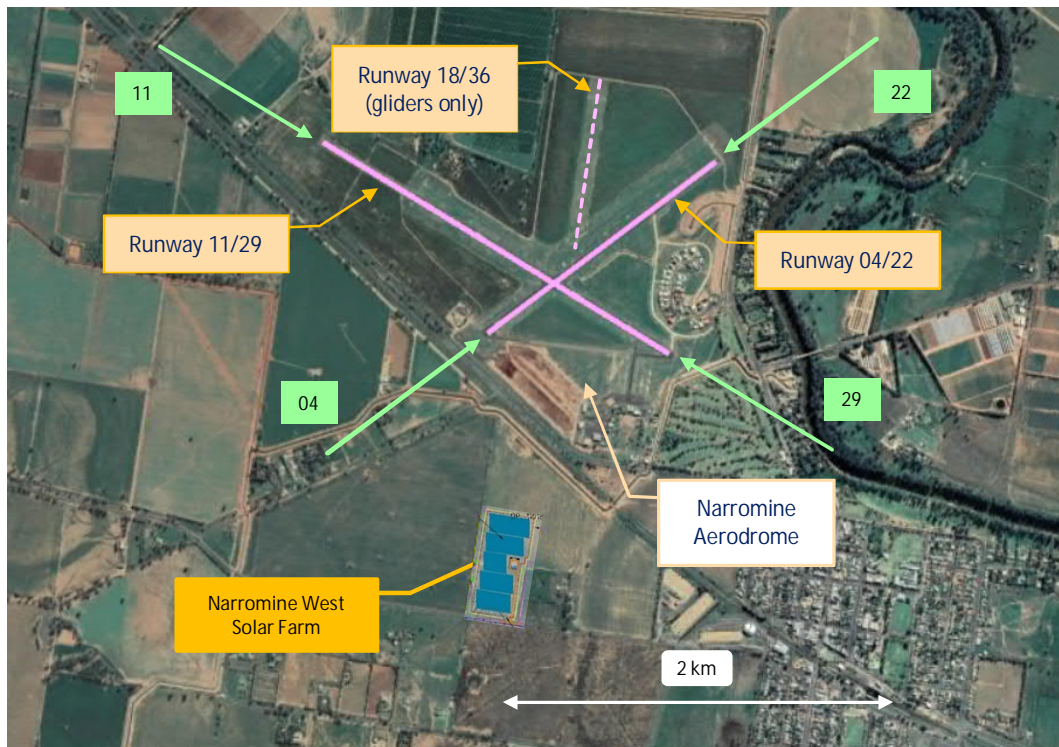 Runway 18/36
(gliders only)
11
22
Runway 11/29
Runway 04/22
04
29
Narromine
Aerodrome
Narromine West
Solar Farm
2 km